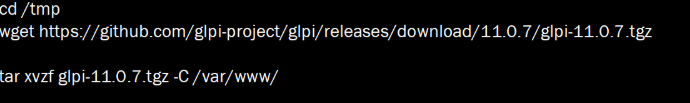 cd /tmp
wget https://github.com/glpi-project/glpi/releases/download/11.0.7/glpi-11.0.7.tgz
tar xvzf glpi-11.0.7.tgz -C /var/www/